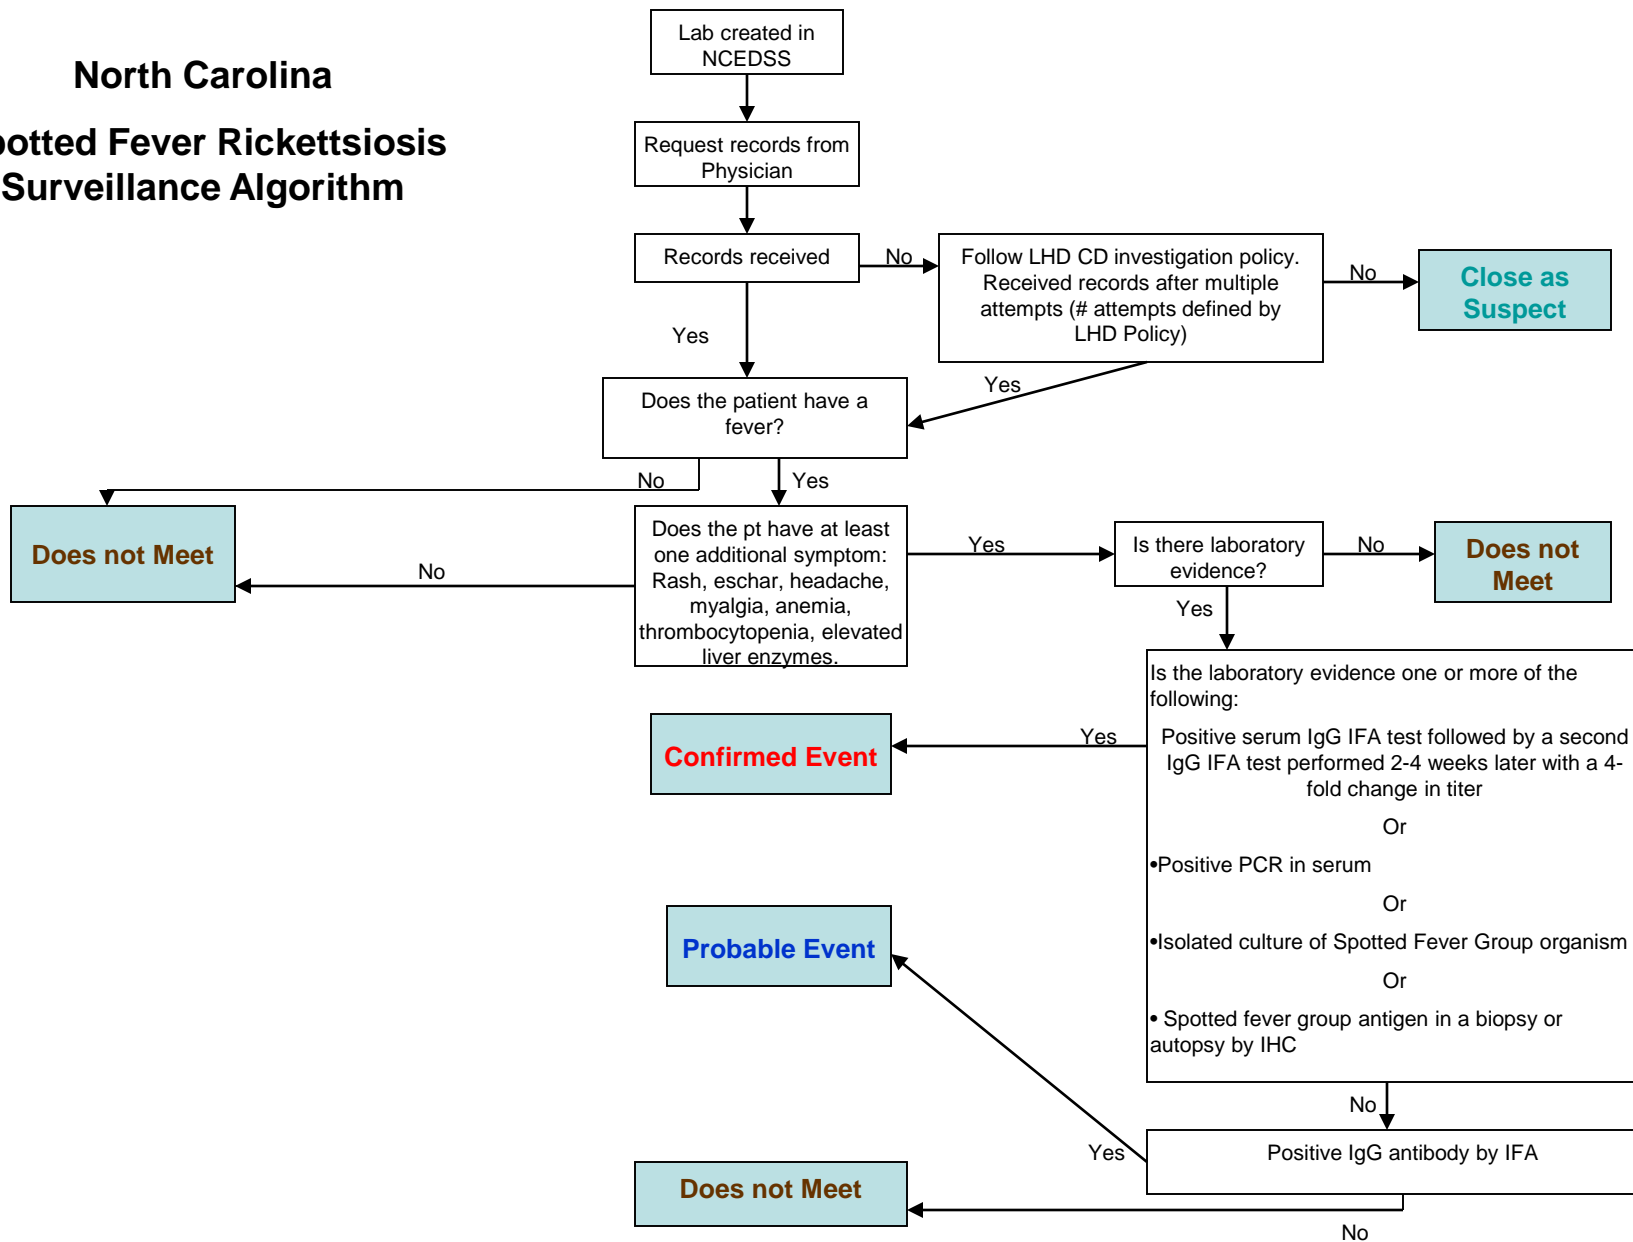 North Carolina
potted Fever Rickettsiosis
Surveillance Algorithm
Lab created in
NCEDSS
Request records from
Physician
Records received
No
Follow LHD CD investigation policy.
Received records after multiple
attempts (# attempts defined by
LHD Policy)
No
Close as
Suspect
Yes
Yes
Does the patient have a
fever?
No
Yes
Does not Meet
No
Does the pt have at least
one additional symptom:
Rash, eschar, headache,
myalgia, anemia,
thrombocytopenia, elevated
liver enzymes.
Yes
Is there laboratory
evidence?
No
Does not
Meet
Yes
Is the laboratory evidence one or more of the
following:
Positive serum IgG IFA test followed by a second
IgG IFA test performed 2-4 weeks later with a 4-
fold change in titer
Or
•Positive PCR in serum
Or
•Isolated culture of Spotted Fever Group organism
Or
• Spotted fever group antigen in a biopsy or
autopsy by IHC
Yes
Confirmed Event
Probable Event
No
Positive IgG antibody by IFA
Yes
Does not Meet
No